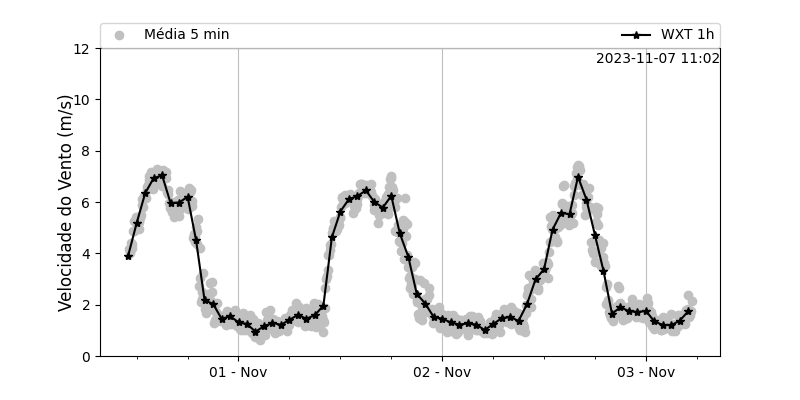 Média 5 min
WXT 1h
2023-11-07 11:02
Velocidade do Vento (m/s)
12
10
8
6
4
2
0
01 - Nov
02 - Nov
03 - Nov